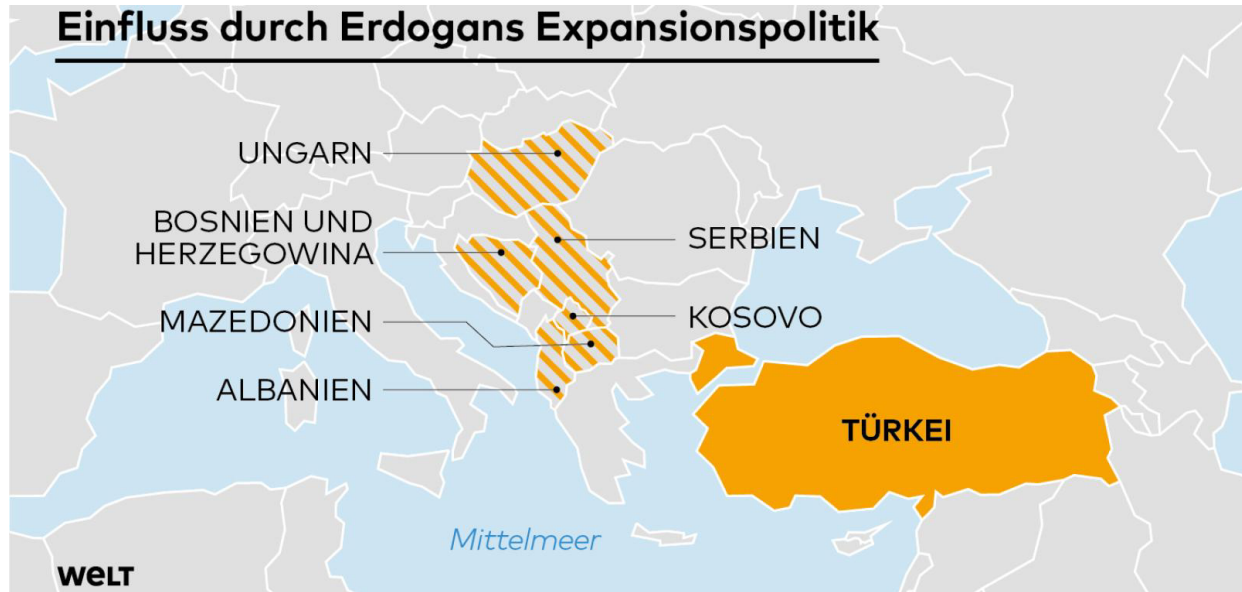 Einfluss durch Erdogans Expansionspolitik
UNGARN
BOSNIEN UND
HERZEGOWINA
SERBIEN
MAZEDONIEN
KOSOVO
ALBANIEN
TÜRKEI
Mittelmeer
WELT